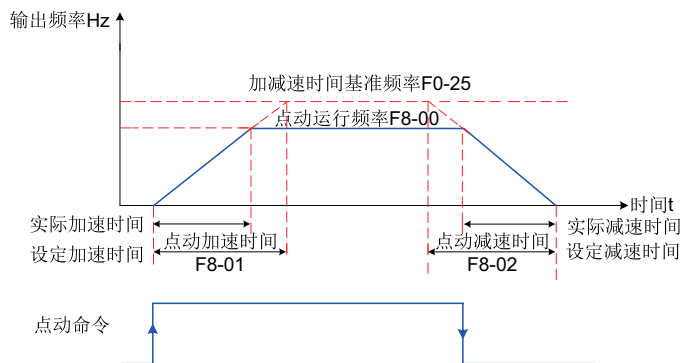 输出频率Hz
加减速时间基准频率F0-25
点动运行频率F8-00
时间t
实际加速时间
实际减速时间
设定加速时间
点动加速时间
点动减速时间
设定减速时间
F8-01
F8-02
点动命令